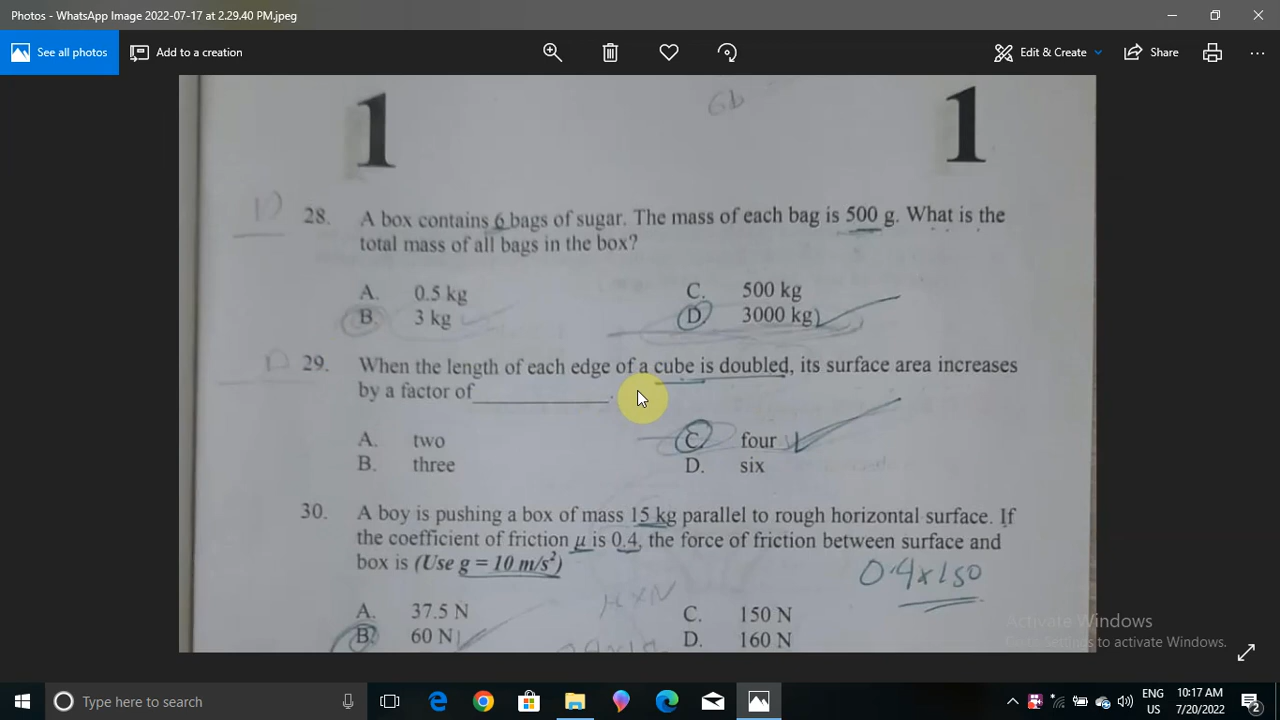 Photos - WhatsApp Image 2022-07-17 at 2.29.40 PM.jpeg
See all photos
Add to a creation
Edit & Create
Share
1
1
28. A box contains 6 bags of sugar. The mass of each bag is 500 g. What is the
total mass of all bags in the box?
A. 0.5 kg
C. 500 kg
B. 3 kg
D. 3000 kg
29. When the length of each edge of a cube is doubled, its surface area increases
by a factor of__________.
A. two
C. four
B. three
D. six
30. A boy is pushing a box of mass 15 kg parallel to rough horizontal surface. If
the coefficient of friction μ is 0.4, the force of friction between surface and
box is (Use g = 10 m/s²)
0.4x150
μxN
A. 37.5 N
C. 150 N
B. 60 N
D. 160 N
Activate Windows
Go to Settings to activate Windows.
Type here to search
ENG
US
10:17 AM
7/20/2022
2